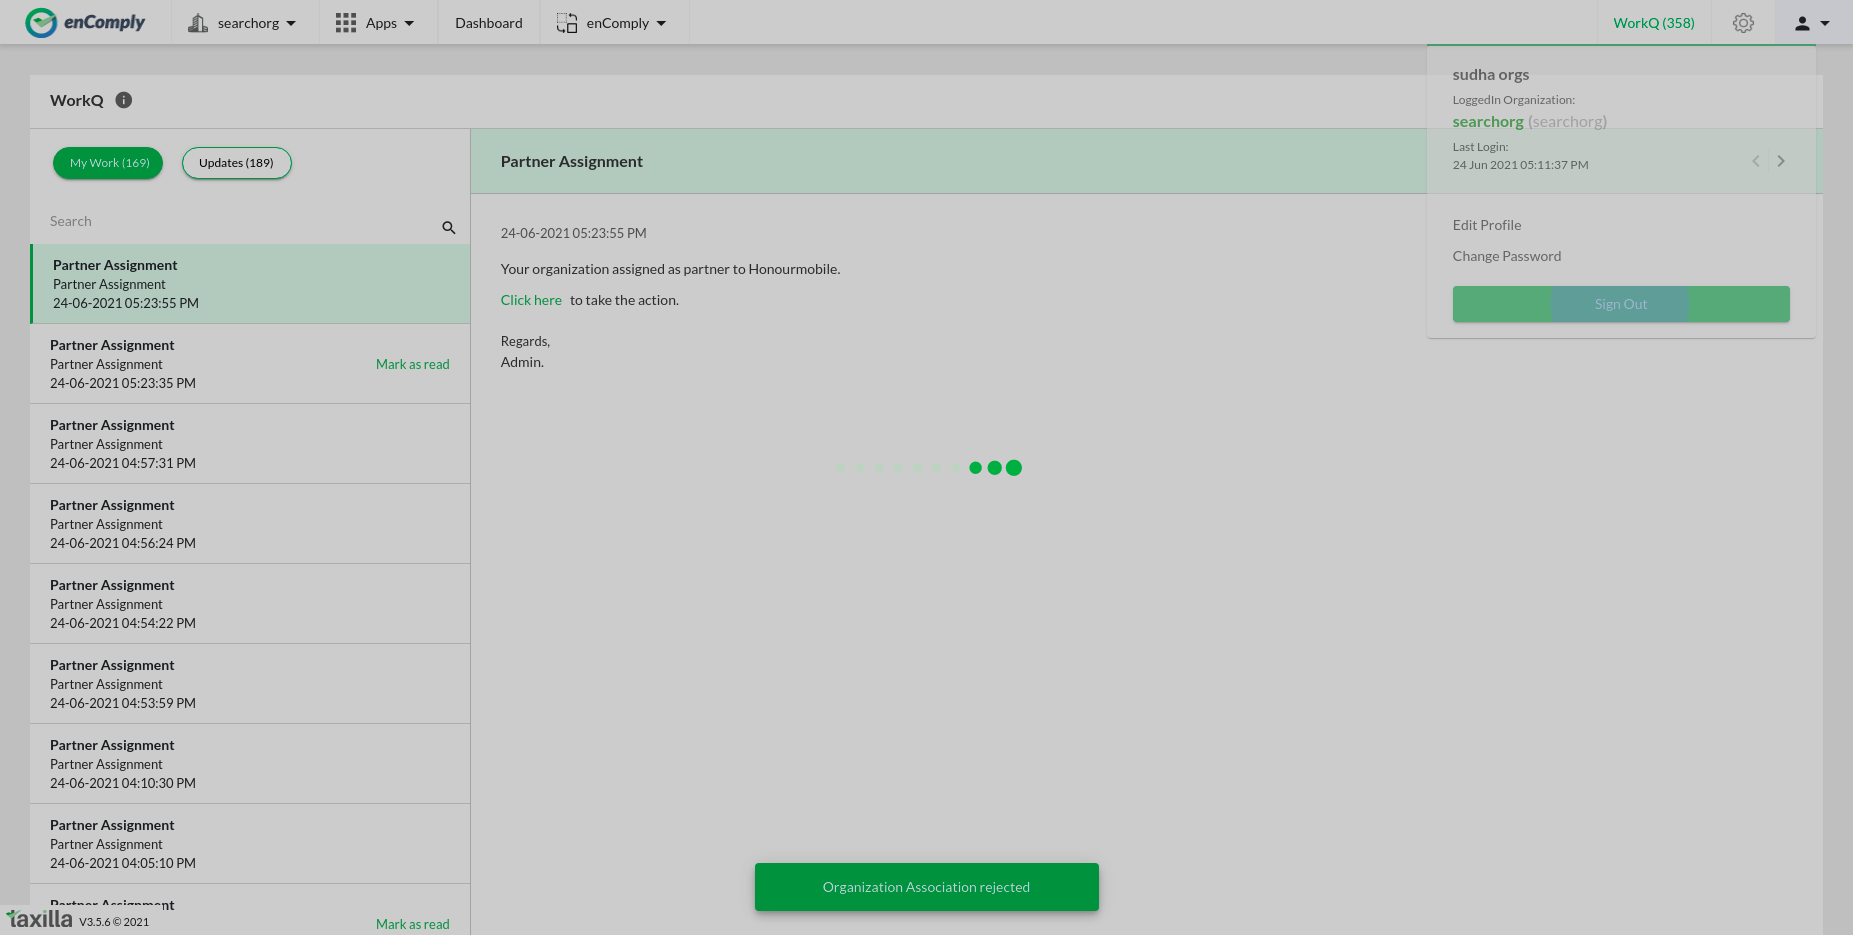 enComply
searchorg
Apps
Dashboard
enComply
WorkQ (358)
sudha orgs
LoggedIn Organization:
searchorg (searchorg)
Last Login:
24 Jun 2021 05:11:37 PM
Edit Profile
Change Password
Sign Out
WorkQ
My Work (169)
Updates (189)
Search
Partner Assignment
Partner Assignment
24-06-2021 05:23:55 PM
Partner Assignment
Partner Assignment
Mark as read
24-06-2021 05:23:35 PM
Partner Assignment
Partner Assignment
24-06-2021 04:57:31 PM
Partner Assignment
Partner Assignment
24-06-2021 04:56:24 PM
Partner Assignment
Partner Assignment
24-06-2021 04:54:22 PM
Partner Assignment
Partner Assignment
24-06-2021 04:53:59 PM
Partner Assignment
Partner Assignment
24-06-2021 04:10:30 PM
Partner Assignment
Partner Assignment
24-06-2021 04:05:10 PM
Partner Assignment
Mark as read
Partner Assignment
24-06-2021 05:23:55 PM
Your organization assigned as partner to Honourmobile.
Click here to take the action.
Regards,
Admin.
Organization Association rejected
taxilla V3.5.6 © 2021